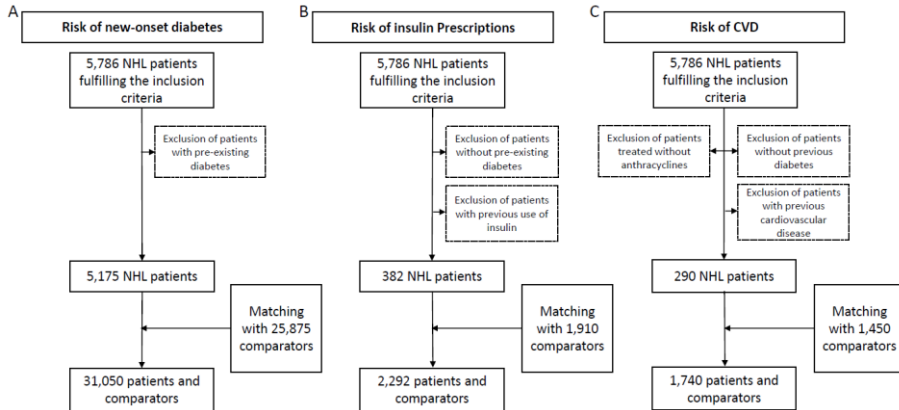 A
Risk of new-onset diabetes
5,786 NHL patients
fulfilling the inclusion
criteria
Exclusion of patients
with pre-existing
diabetes
5,175 NHL patients
Matching
with 25,875
comparators
31,050 patients and
comparators
B
Risk of insulin Prescriptions
5,786 NHL patients
fulfilling the inclusion
criteria
Exclusion of patients
without pre-existing
diabetes
Exclusion of patients
with previous use of
insulin
382 NHL patients
Matching
with 1,910
comparators
2,292 patients and
comparators
C
Risk of CVD
5,786 NHL patients
fulfilling the inclusion
criteria
Exclusion of patients
treated without
anthracyclines
Exclusion of patients
without previous
diabetes
Exclusion of patients
with previous
cardiovascular
disease
290 NHL patients
Matching
with 1,450
comparators
1,740 patients and
comparators